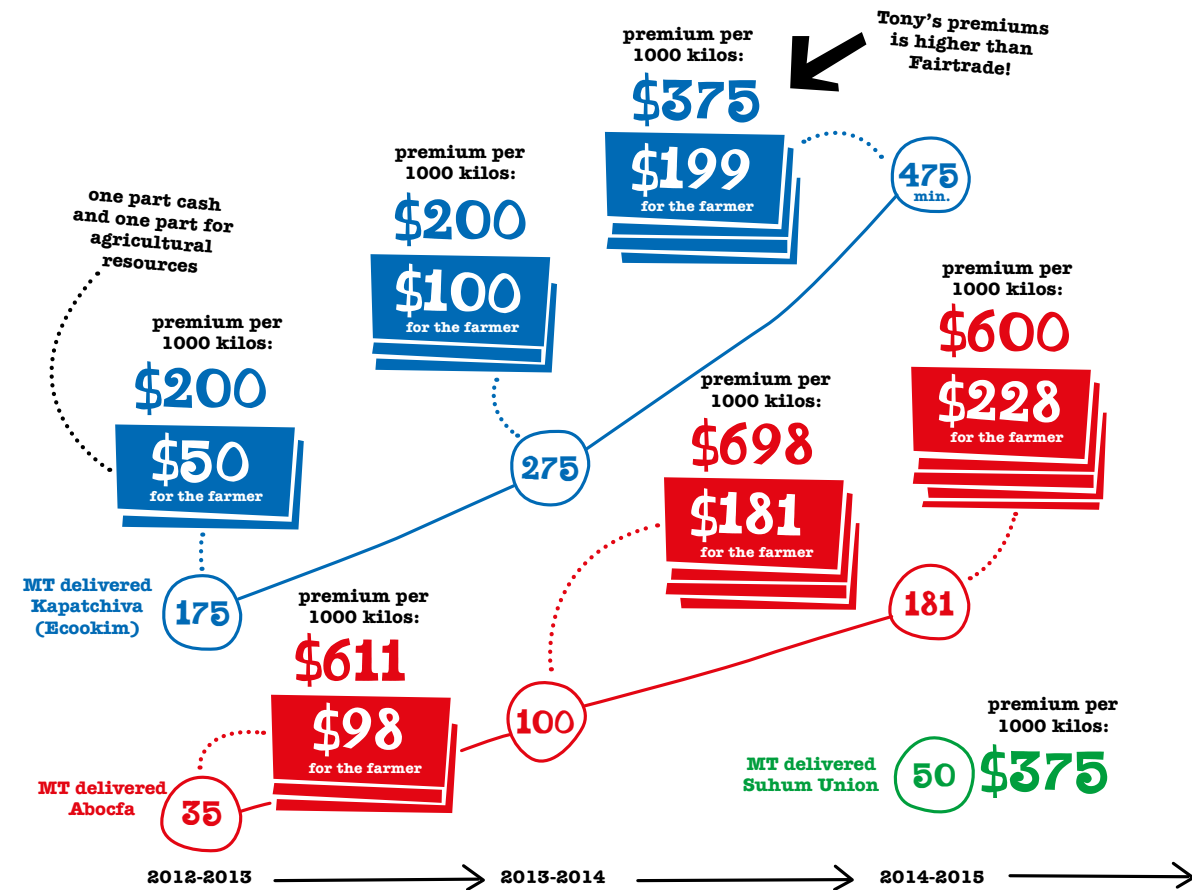 Tony's premiums
is higher than
Fairtrade!
premium per
1000 kilos:
$375
$199
for the farmer
475
min.
premium per
1000 kilos:
$200
$100
for the farmer
275
one part cash
and one part for
agricultural
resources
premium per
1000 kilos:
$200
$50
for the farmer
MT delivered
Kapatchiva
(Ecookim)
175
premium per
1000 kilos:
$600
$228
for the farmer
181
premium per
1000 kilos:
$698
$181
for the farmer
100
premium per
1000 kilos:
$611
$98
for the farmer
MT delivered
Abocfa
35
premium per
1000 kilos:
$375
MT delivered
Suhum Union
50
2012-2013
2013-2014
2014-2015